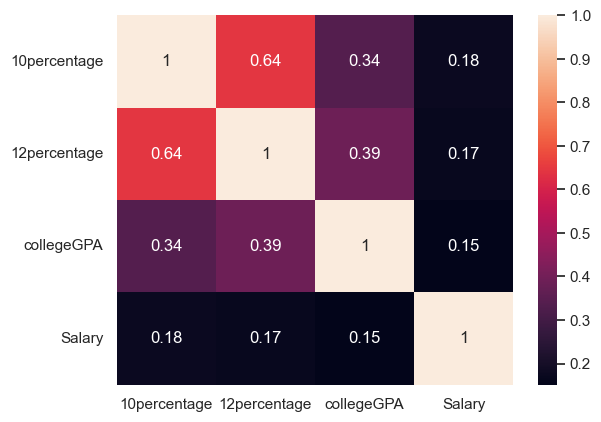 10percentage 1 0.64 0.34 0.18
12percentage 0.64 1 0.39 0.17
collegeGPA 0.34 0.39 1 0.15
Salary 0.18 0.17 0.15 1
10percentage 12percentage collegeGPA Salary
1.0
0.9
0.8
0.7
0.6
0.5
0.4
0.3
0.2